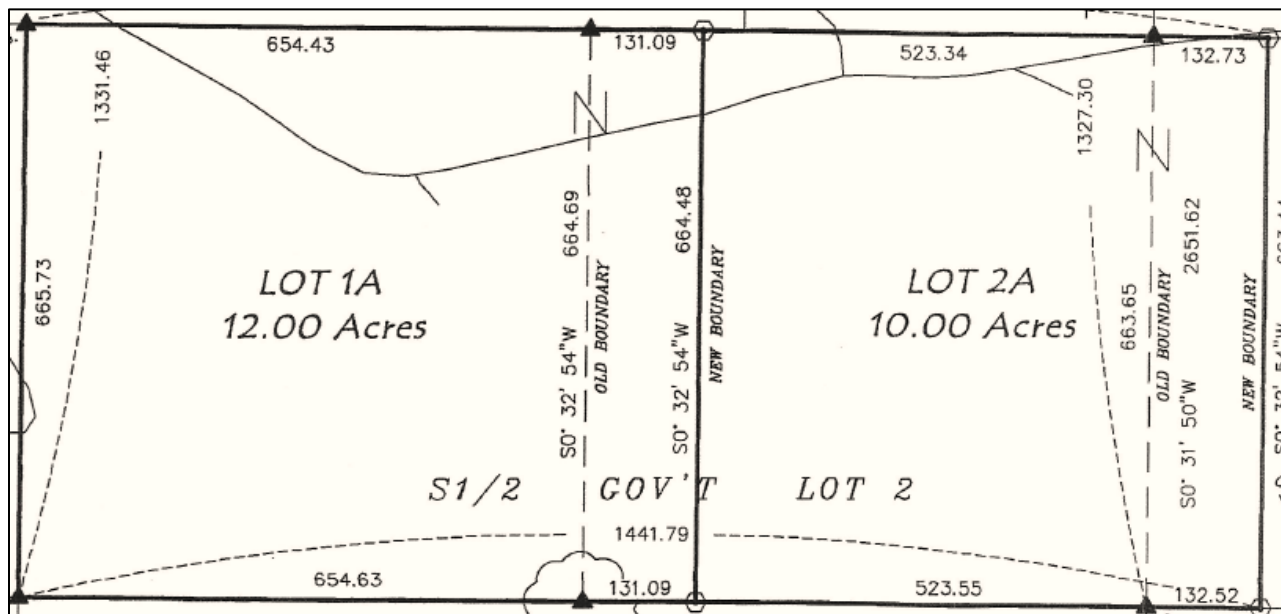 654.43
131.09
523.34
132.73
1331.46
1327.30
N
N
665.73
664.69
664.48
663.65
2651.62
LOT 1A
12.00 Acres
LOT 2A
10.00 Acres
S0° 32' 54"W
OLD BOUNDARY
S0° 32' 54"W
NEW BOUNDARY
OLD BOUNDARY
S0° 31' 50"W
NEW BOUNDARY
S1/2 GOV'T LOT 2
1441.79
654.63
131.09
523.55
132.52